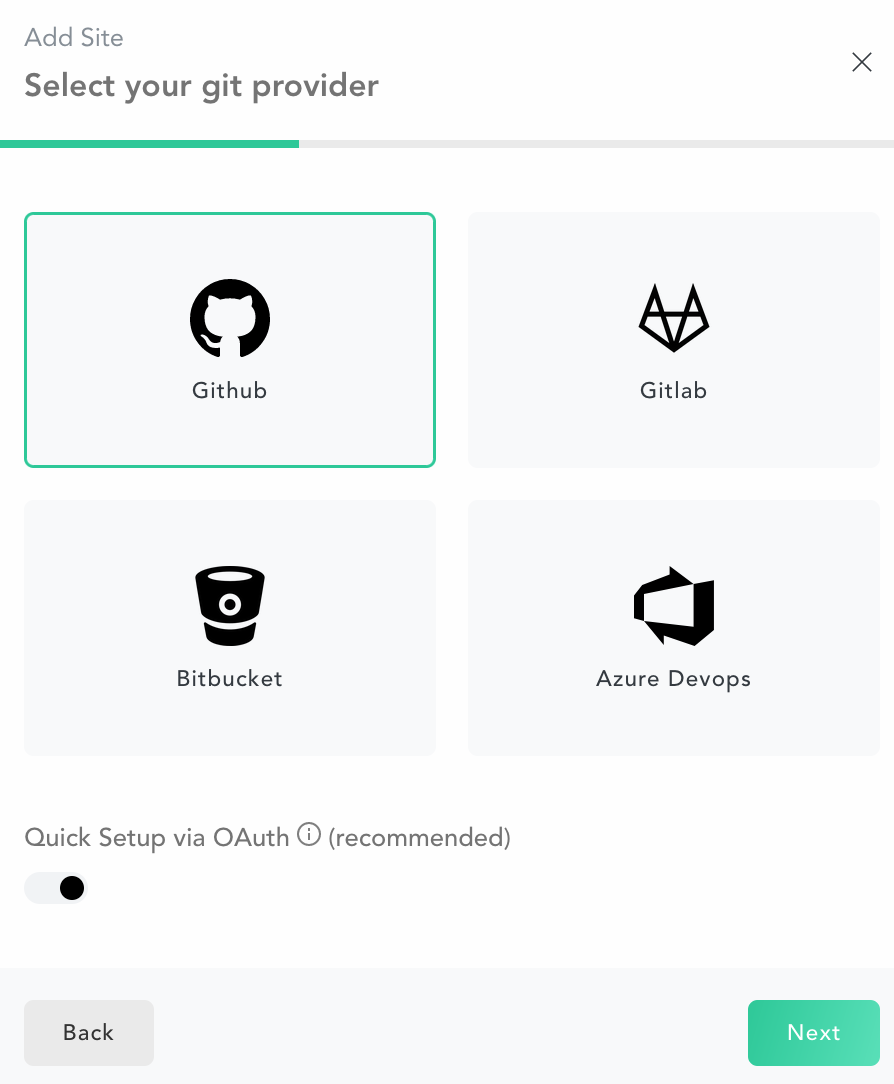 Add Site
Select your git provider
Github
Gitlab
Bitbucket
Azure Devops
Quick Setup via OAuth (recommended)
Back
Next